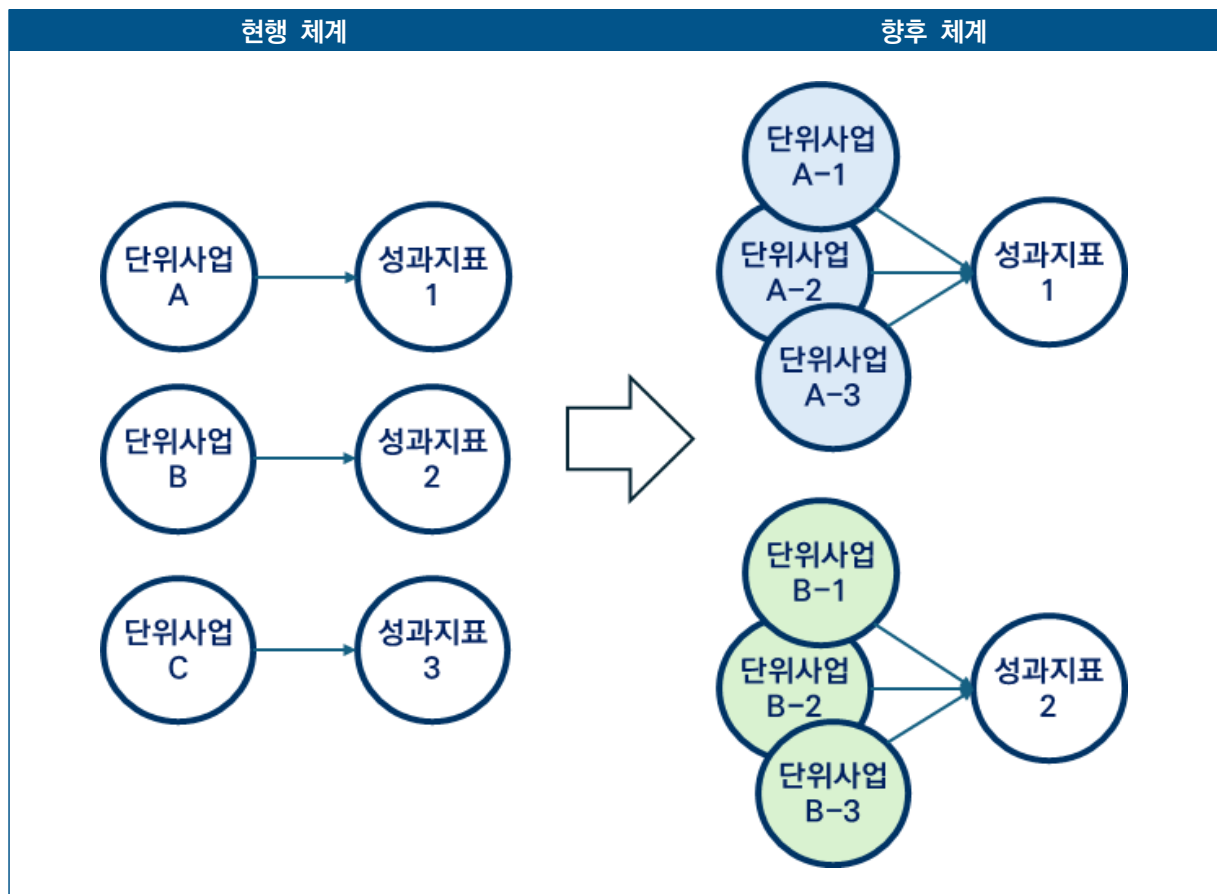 현행 체계
향후 체계
단위사업
A
성과지표
1
단위사업
B
성과지표
2
단위사업
C
성과지표
3
단위사업
A-1
단위사업
A-2
단위사업
A-3
성과지표
1
단위사업
B-1
단위사업
B-2
단위사업
B-3
성과지표
2